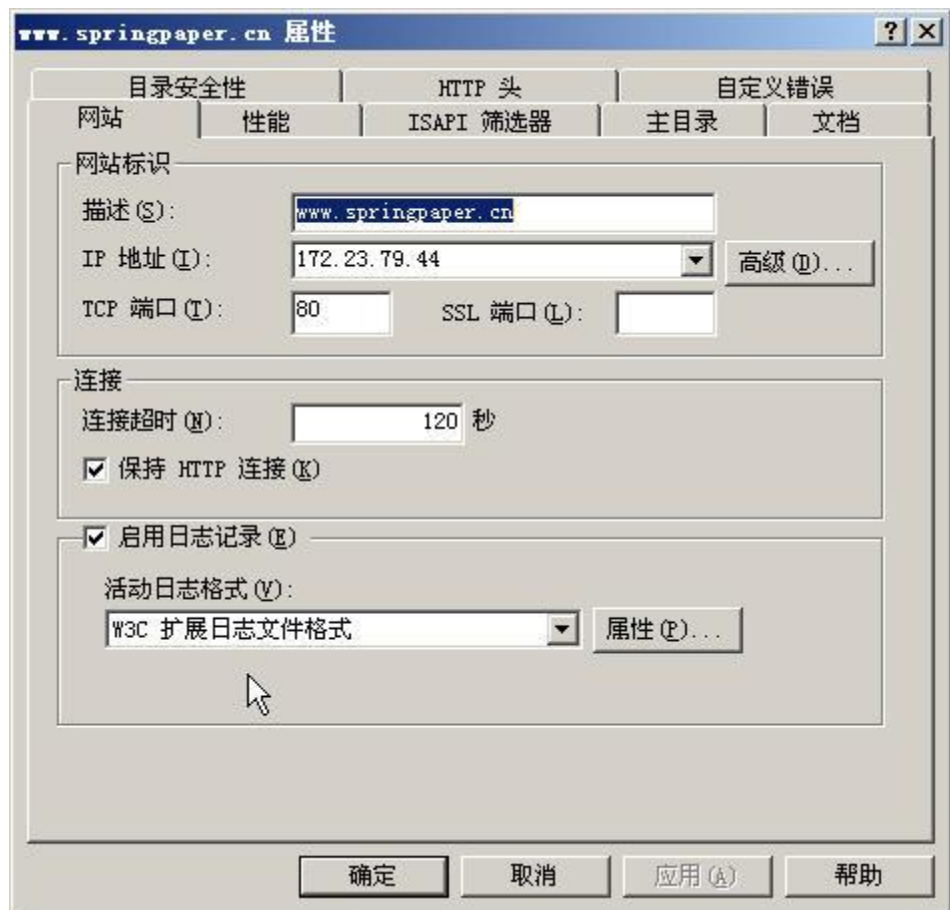 www.springpaper.cn 属性
目录安全性 HTTP 头 自定义错误
网站 性能 ISAPI 筛选器 主目录 文档
网站标识
描述(S): www.springpaper.cn
IP 地址(I): 172.23.79.44 高级(D)...
TCP 端口(T): 80 SSL 端口(L):
连接
连接超时(N): 120 秒
保持 HTTP 连接(K)
启用日志记录(E)
活动日志格式(V):
W3C 扩展日志文件格式 属性(P)...
确定 取消 应用(A) 帮助